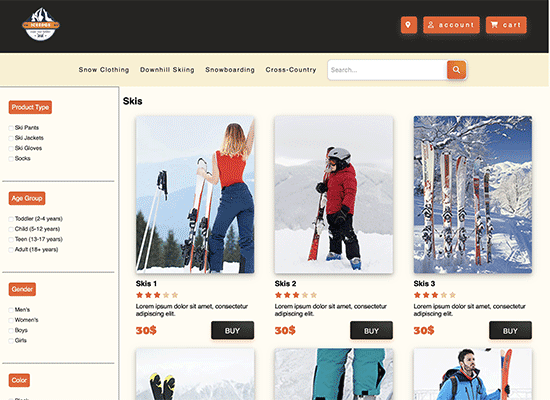 account
cart
Snow Clothing Downhill Skiing Snowboarding Cross-Country Search...
Product Type
Ski Pants
Ski Jackets
Ski Gloves
Socks
Age Group
Toddler (2-4 years)
Child (5-12 years)
Teen (13-17 years)
Adult (18+ years)
Gender
Men's
Women's
Boys
Girls
Color
Skis
Skis 1
Lorem ipsum dolor sit amet, consectetur
adipiscing elit.
30$ BUY
Skis 2
Lorem ipsum dolor sit amet, consectetur
adipiscing elit.
30$ BUY
Skis 3
Lorem ipsum dolor sit amet, consectetur
adipiscing elit.
30$ BUY